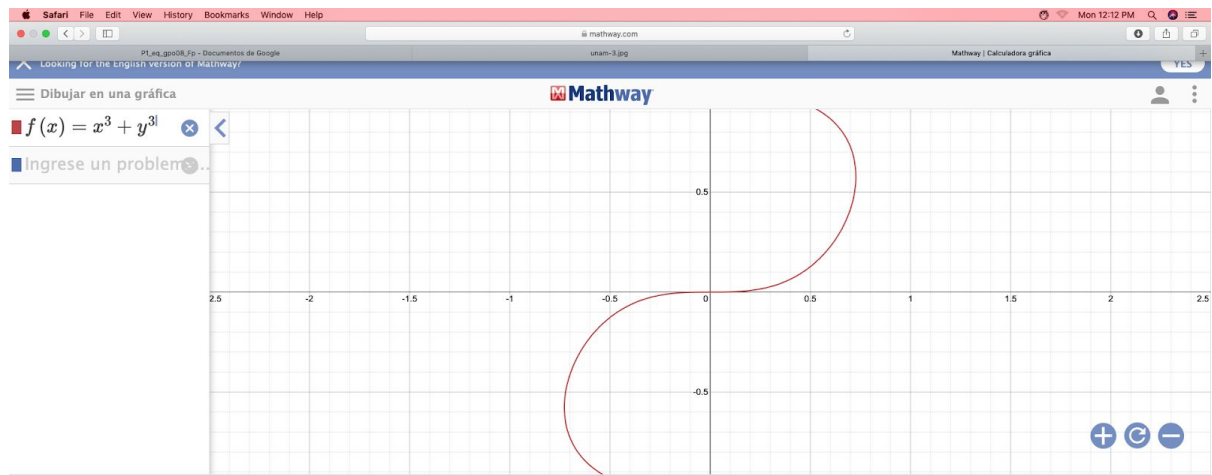 Safari File Edit View History Bookmarks Window Help Mon 12:12 PM
mathway.com
P1_eq_gpo08_Fp - Documentos de Google unam-3.jpg Mathway | Calculadora gráfica +
Looking for the English version of Mathway? YES
Dibujar en una gráfica Mathway
f(x) = x³ + y³
Ingrese un problem...
0.5
2.5 -2 -1.5 -1 -0.5 0 0.5 1 1.5 2 2.5
-0.5